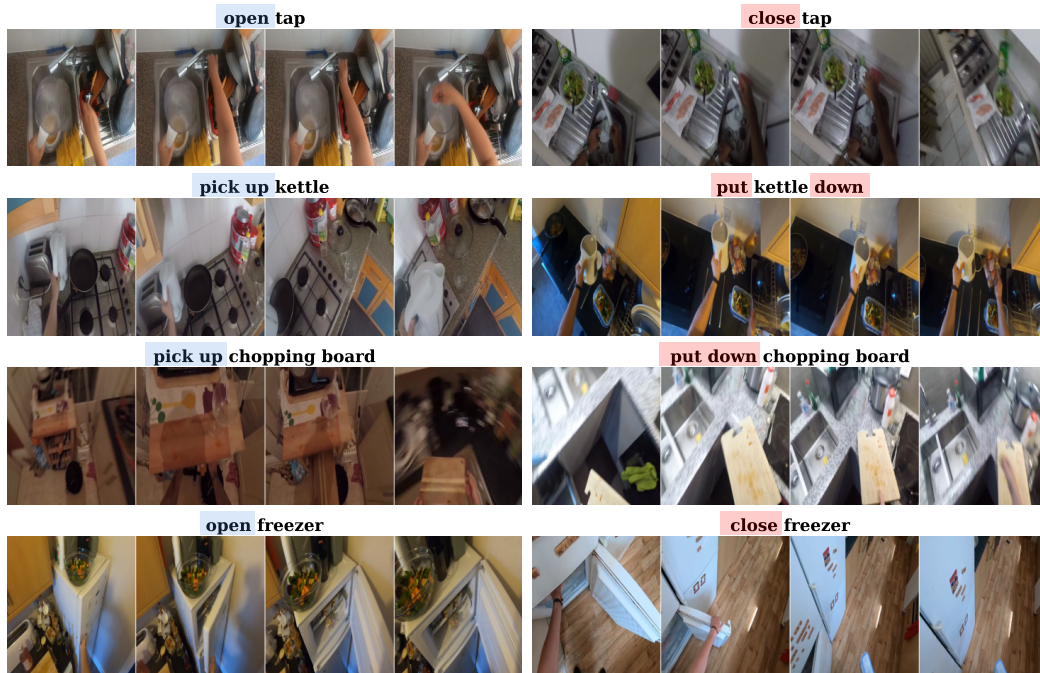 open tap
close tap
pick up kettle
put kettle down
pick up chopping board
put down chopping board
open freezer
close freezer